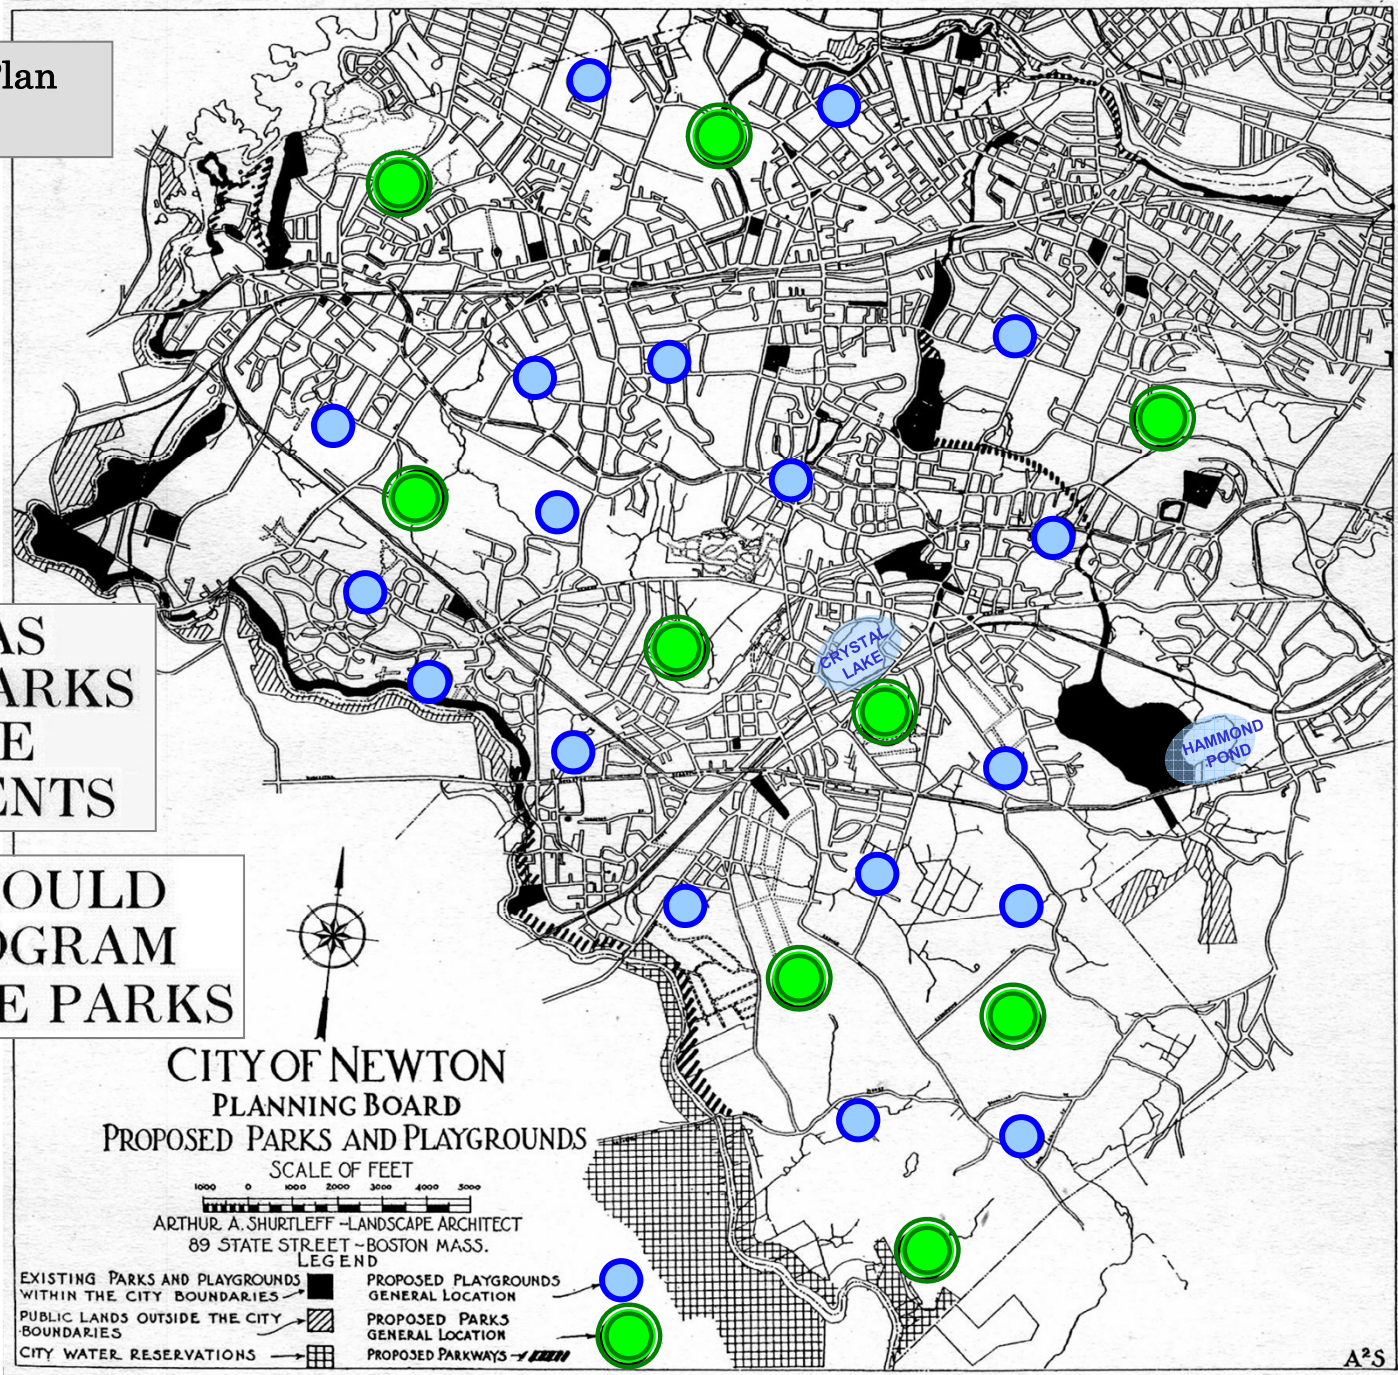 Plan
AS
ARKS
E
ENTS
OULD
OGRAM
E PARKS
CRYSTAL
LAKE
HAMMOND
POND
CITY OF NEWTON
PLANNING BOARD
PROPOSED PARKS AND PLAYGROUNDS
SCALE OF FEET
1000 0 1000 2000 3000 4000 5000
ARTHUR A. SHURTLEFF - LANDSCAPE ARCHITECT
89 STATE STREET - BOSTON MASS.
LEGEND
EXISTING PARKS AND PLAYGROUNDS
WITHIN THE CITY BOUNDARIES
PUBLIC LANDS OUTSIDE THE CITY
BOUNDARIES
CITY WATER RESERVATIONS
PROPOSED PLAYGROUNDS
GENERAL LOCATION
PROPOSED PARKS
GENERAL LOCATION
PROPOSED PARKWAYS
A²S